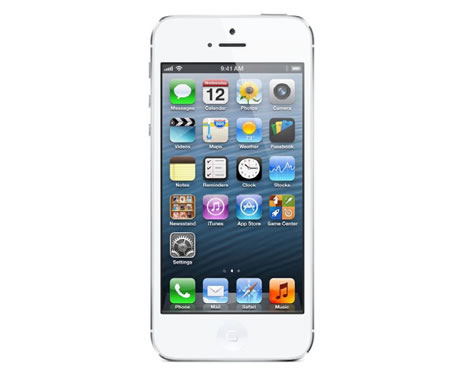 9:41 AM
Wednesday
12
Messages Calendar Photos Camera
Videos Maps Weather Passbook
Notes Reminders Clock Stocks
Newsstand iTunes App Store Game Center
Settings
Phone Mail Safari Music